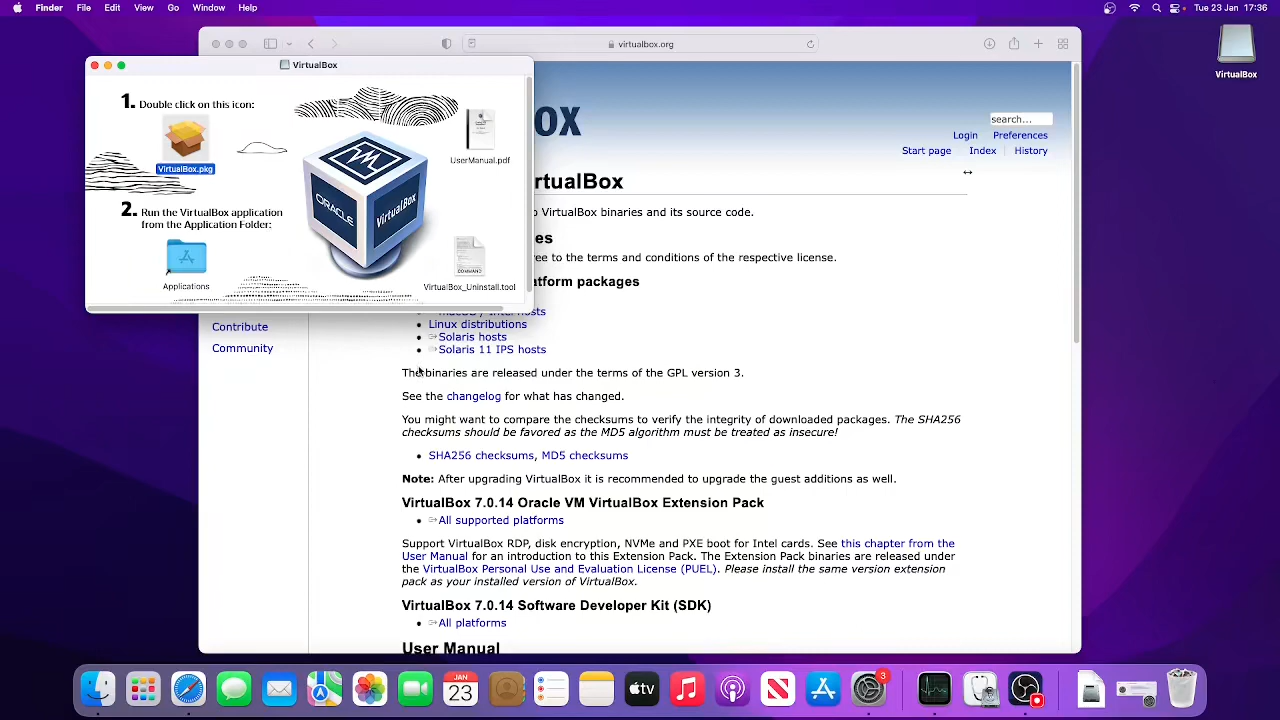 Finder File Edit View Go Window Help
Tue 23 Jan 17:36
virtualbox.org
VirtualBox
VirtualBox
1. Double click on this icon:
VirtualBox.pkg
UserManual.pdf
2. Run the VirtualBox application
from the Application Folder:
Applications
ORACLE
VirtualBox
COMMAND
VirtualBox_Uninstall.tool
ox
search...
Login Preferences
Start page Index History
rtualBox
o VirtualBox binaries and its source code.
es
ree to the terms and conditions of the respective license.
atform packages
hosts
Linux distributions
Solaris hosts
Solaris 11 IPS hosts
Contribute
Community
The binaries are released under the terms of the GPL version 3.
See the changelog for what has changed.
You might want to compare the checksums to verify the integrity of downloaded packages. The SHA256
checksums should be favored as the MD5 algorithm must be treated as insecure!
SHA256 checksums, MD5 checksums
Note: After upgrading VirtualBox it is recommended to upgrade the guest additions as well.
VirtualBox 7.0.14 Oracle VM VirtualBox Extension Pack
All supported platforms
Support VirtualBox RDP, disk encryption, NVMe and PXE boot for Intel cards. See this chapter from the
User Manual for an introduction to this Extension Pack. The Extension Pack binaries are released under
the VirtualBox Personal Use and Evaluation License (PUEL). Please install the same version extension
pack as your installed version of VirtualBox.
VirtualBox 7.0.14 Software Developer Kit (SDK)
All platforms
User Manual
JAN
23
tv
3